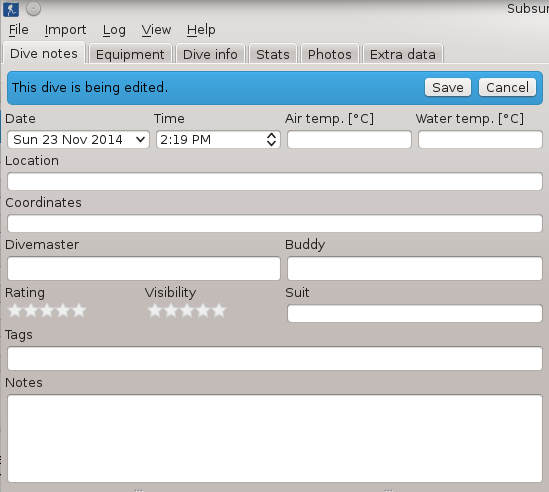 Subsu
File Import Log View Help
Dive notes Equipment Dive info Stats Photos Extra data
This dive is being edited. Save Cancel
Date Time Air temp. [°C] Water temp. [°C]
Sun 23 Nov 2014 2:19 PM
Location
Coordinates
Divemaster Buddy
Rating Visibility Suit
Tags
Notes